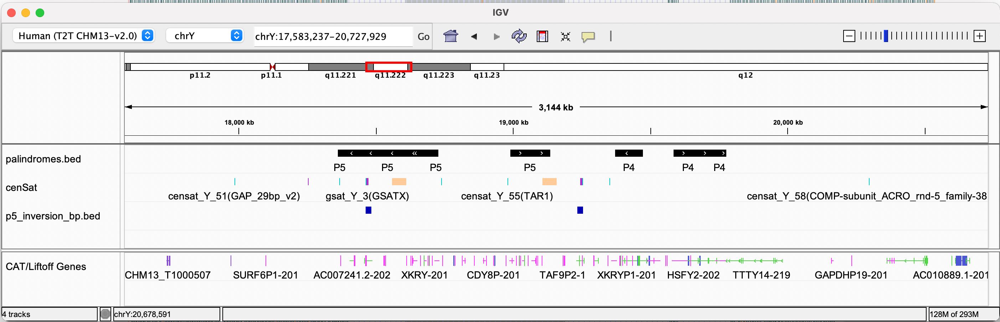 IGV
Human (T2T CHM13-v2.0) chrY chrY:17,583,237-20,727,929 Go
p11.2 p11.1 q11.221 q11.222 q11.223 q11.23 q12
3,144 kb
18,000 kb 19,000 kb 20,000 kb
palindromes.bed
P5 P5 P5 P5 P4 P4 P4
cenSat
censat_Y_51(GAP_29bp_v2) gsat_Y_3(GSATX) censat_Y_55(TAR1) censat_Y_58(COMP-subunit_ACRO_rnd-5_family-38
p5_inversion_bp.bed
CAT/Liftoff Genes
CHM13_T1000507 SURF6P1-201 AC007241.2-202 XKRY-201 CDY8P-201 TAF9P2-1 XKRYP1-201 HSFY2-202 TTTY14-219 GAPDHP19-201 AC010889.1-201
4 tracks chrY:20,678,591 128M of 293M